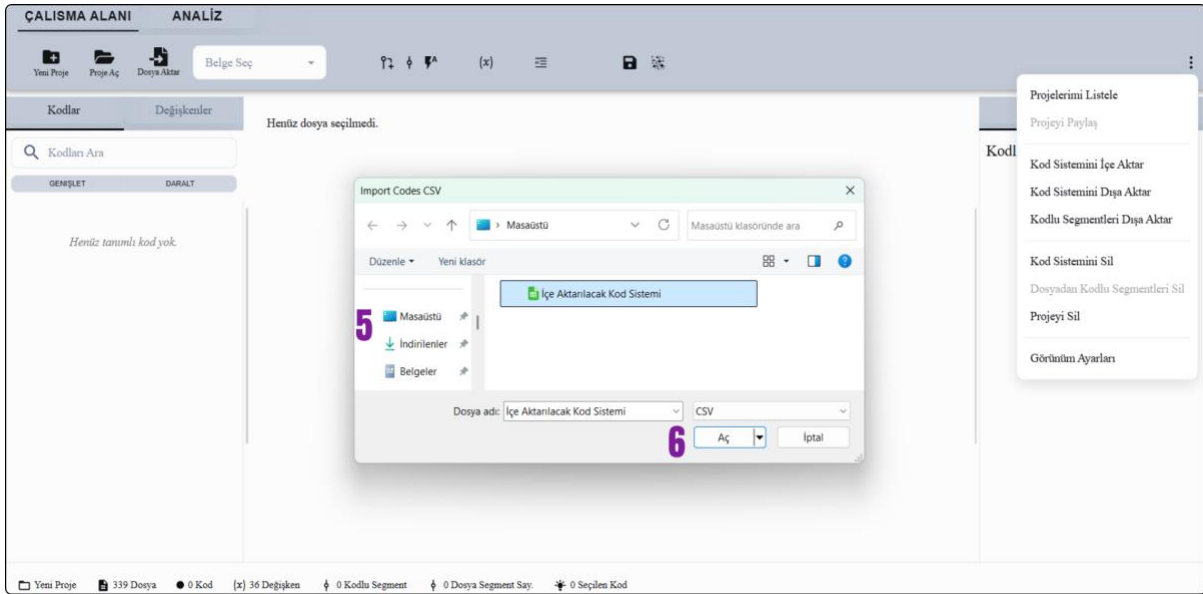 ÇALISMA ALANI ANALİZ
Yeni Proje Proje Aç Dosya Aktar Belge Seç (x)
Kodlar Değişkenler
Henüz dosya seçilmedi.
Kodları Ara
GENİŞLET DARALT
Henüz tanımlı kod yok.
Kodl
Projelerimi Listele
Projeyi Paylaş
Kod Sistemini İçe Aktar
Kod Sistemini Dışa Aktar
Kodlu Segmentleri Dışa Aktar
Kod Sistemini Sil
Dosyadan Kodlu Segmentleri Sil
Projeyi Sil
Görünüm Ayarları
Import Codes CSV
Masaüstü
Masaüstü klasöründe ara
Düzenle Yeni klasör
İçe Aktarılacak Kod Sistemi
5 Masaüstü
İndirilenler
Belgeler
Dosya adı: İçe Aktarılacak Kod Sistemi CSV
6 Aç İptal
Yeni Proje 339 Dosya 0 Kod (x) 36 Değişken 0 Kodlu Segment 0 Dosya Segment Say. 0 Seçilen Kod